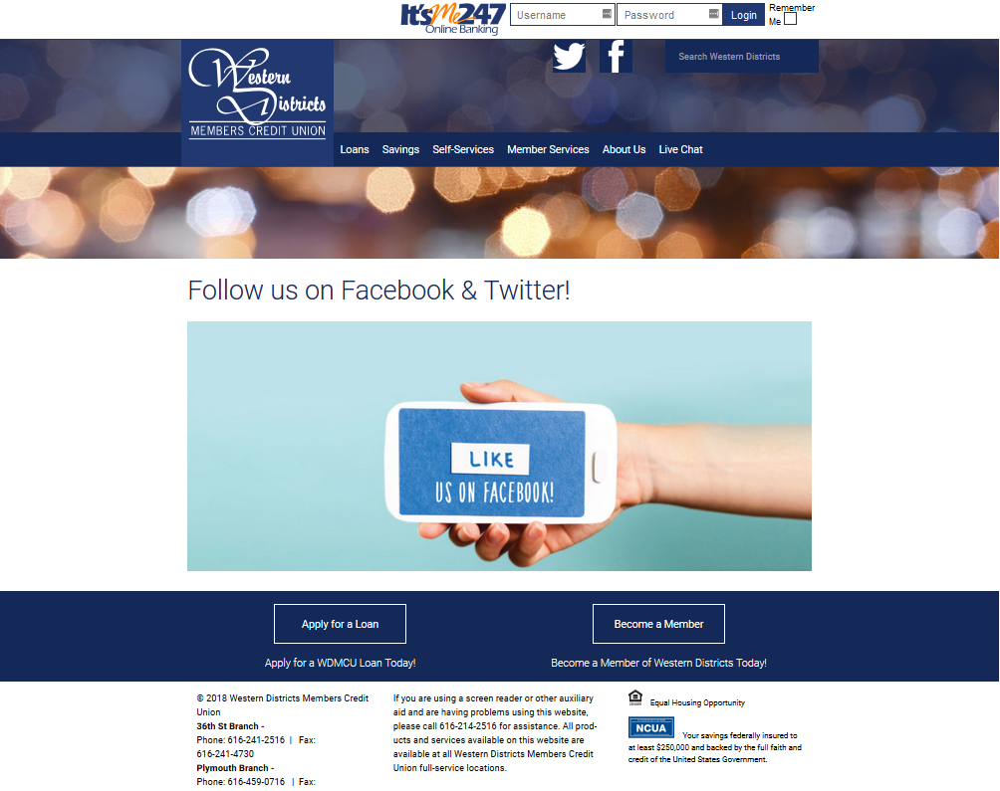 It'sMe247
Online Banking
Username
Password
Login
Remember
Me
Western
Districts
MEMBERS CREDIT UNION
Search Western Districts
Loans Savings Self-Services Member Services About Us Live Chat
Follow us on Facebook & Twitter!
LIKE
US ON FACEBOOK!
Apply for a Loan
Apply for a WDMCU Loan Today!
Become a Member
Become a Member of Western Districts Today!
© 2018 Western Districts Members Credit
Union
36th St Branch -
Phone: 616-241-2516 | Fax:
616-241-4730
Plymouth Branch -
Phone: 616-459-0716 | Fax:
If you are using a screen reader or other auxiliary
aid and are having problems using this website,
please call 616-214-2516 for assistance. All prod-
ucts and services available on this website are
available at all Western Districts Members Credit
Union full-service locations.
Equal Housing Opportunity
NCUA
Your savings federally insured to
at least $250,000 and backed by the full faith and
credit of the United States Government.